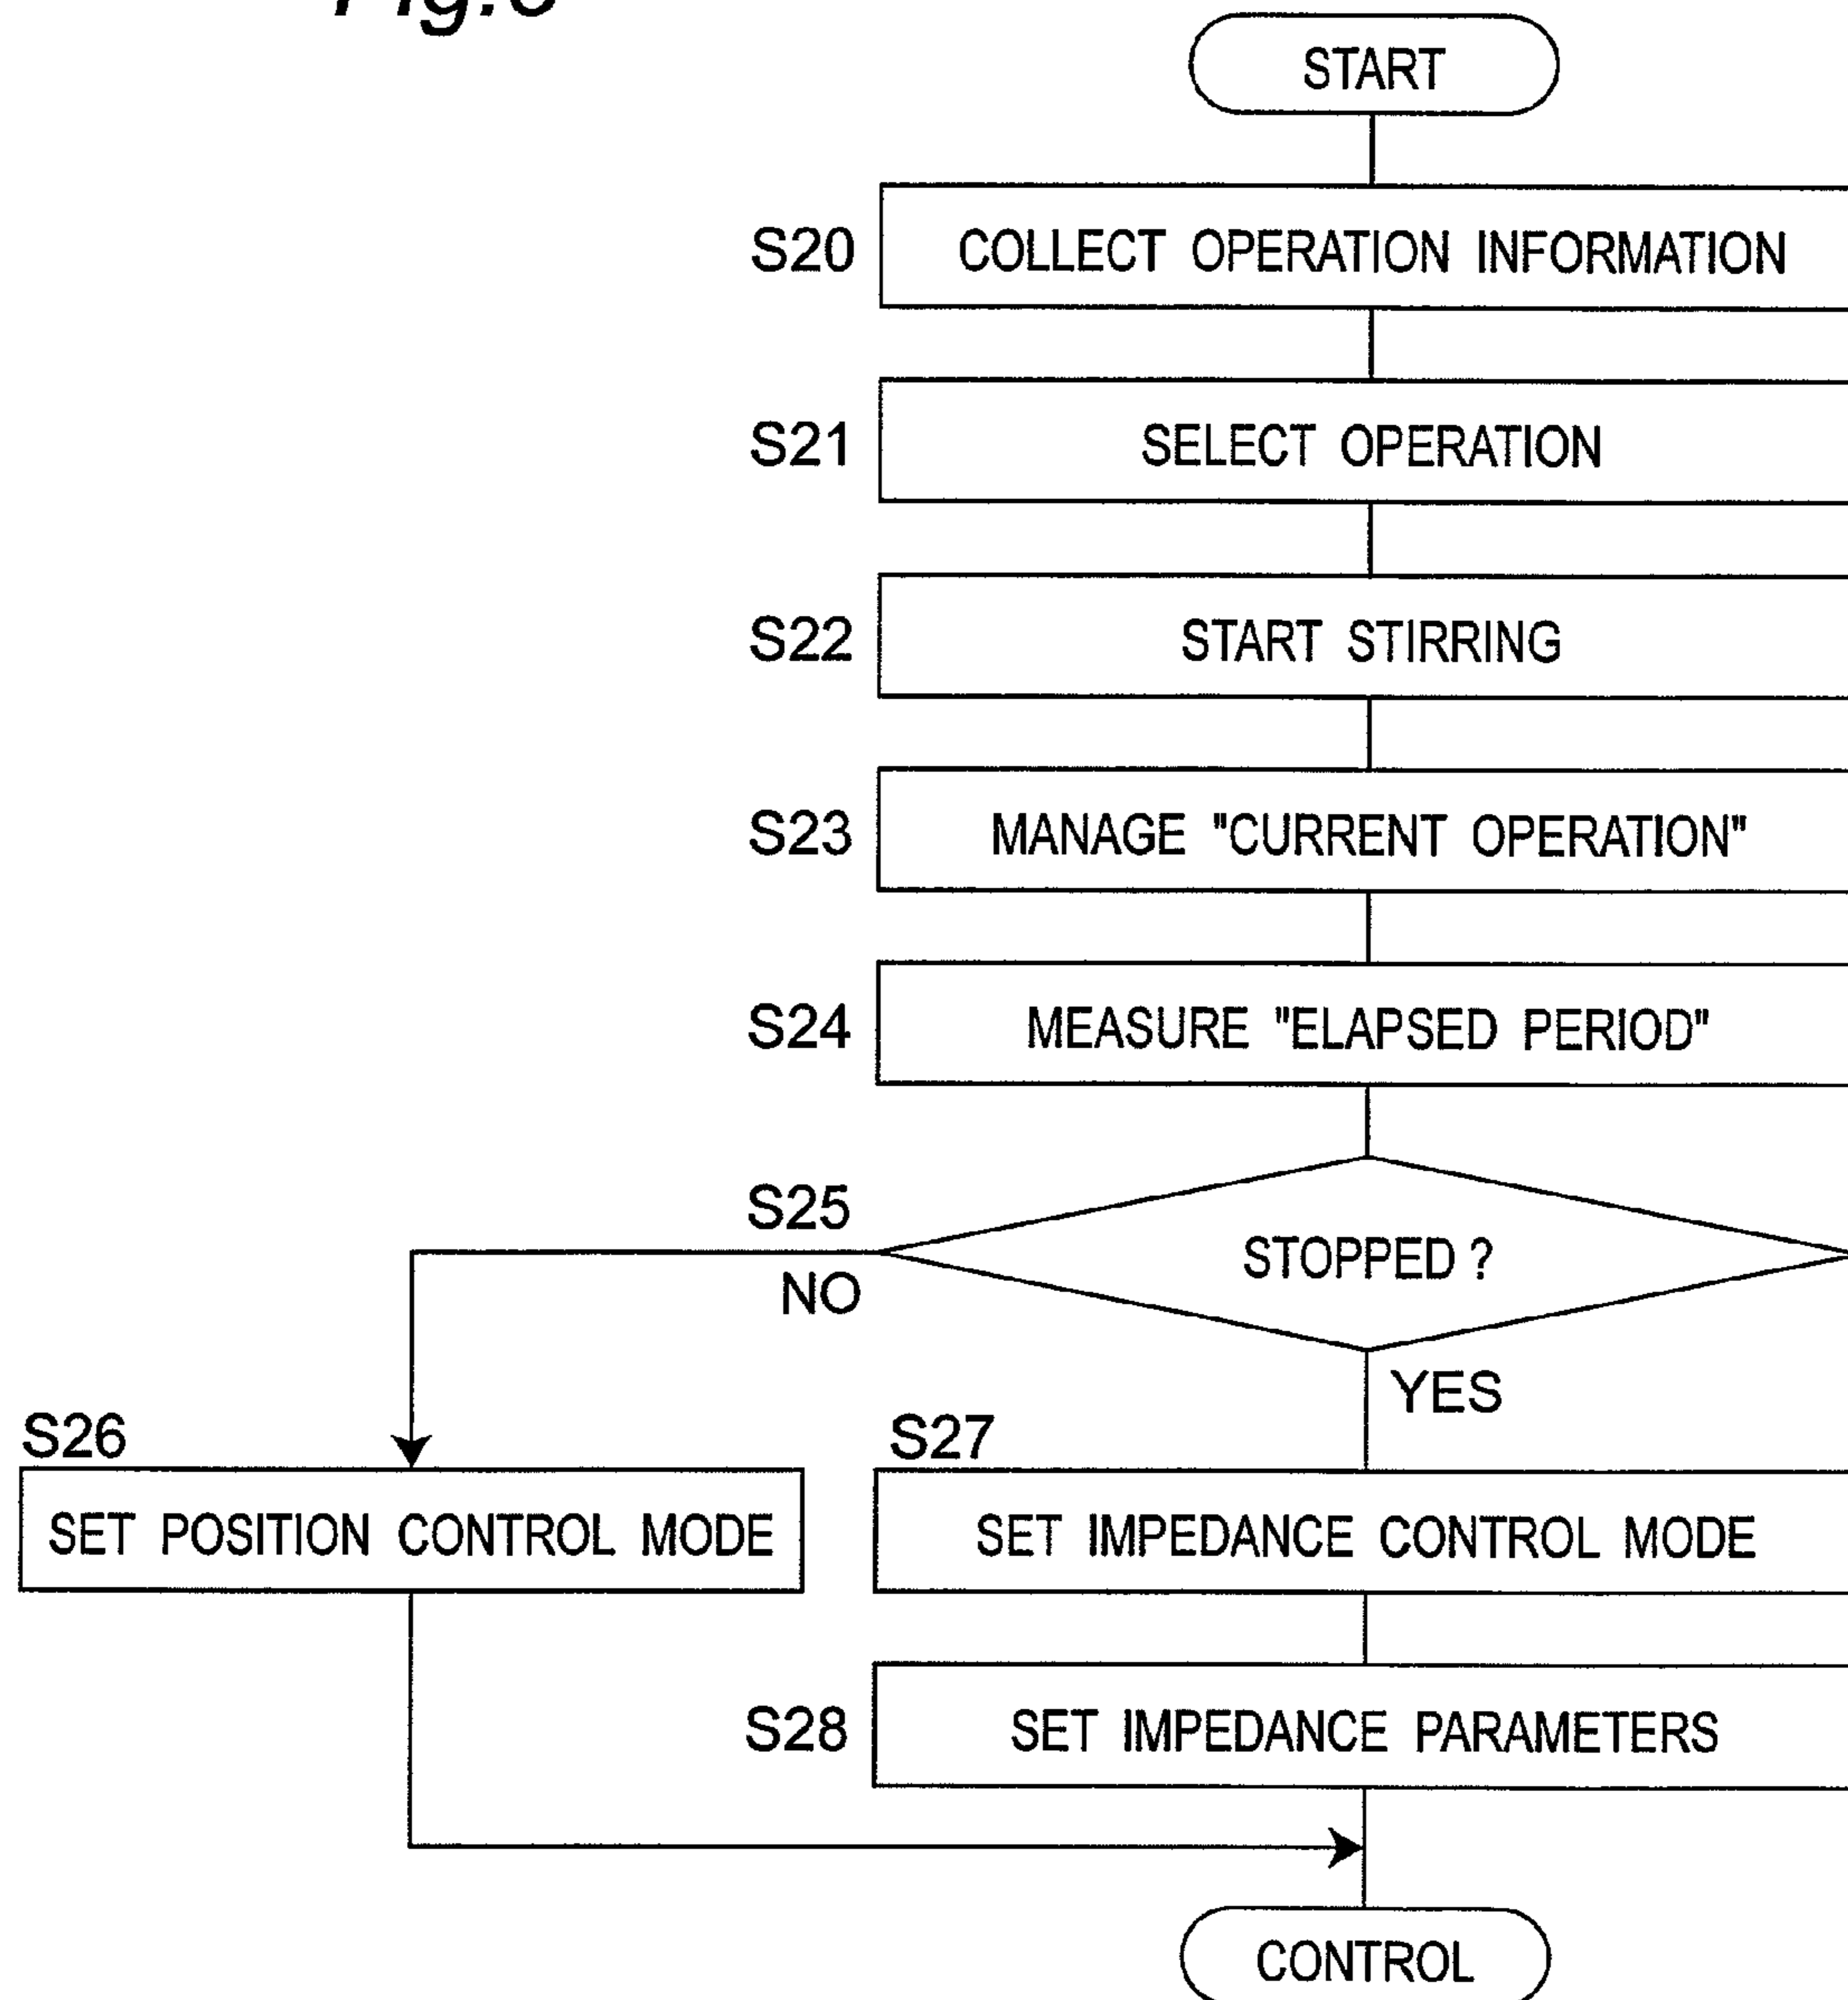 START
S20
COLLECT OPERATION INFORMATION
S21
SELECT OPERATION
S22
START STIRRING
S23
MANAGE "CURRENT OPERATION"
S24
MEASURE "ELAPSED PERIOD"
S25
STOPPED ?
NO
YES
S26
SET POSITION CONTROL MODE
S27
SET IMPEDANCE CONTROL MODE
S28
SET IMPEDANCE PARAMETERS
CONTROL